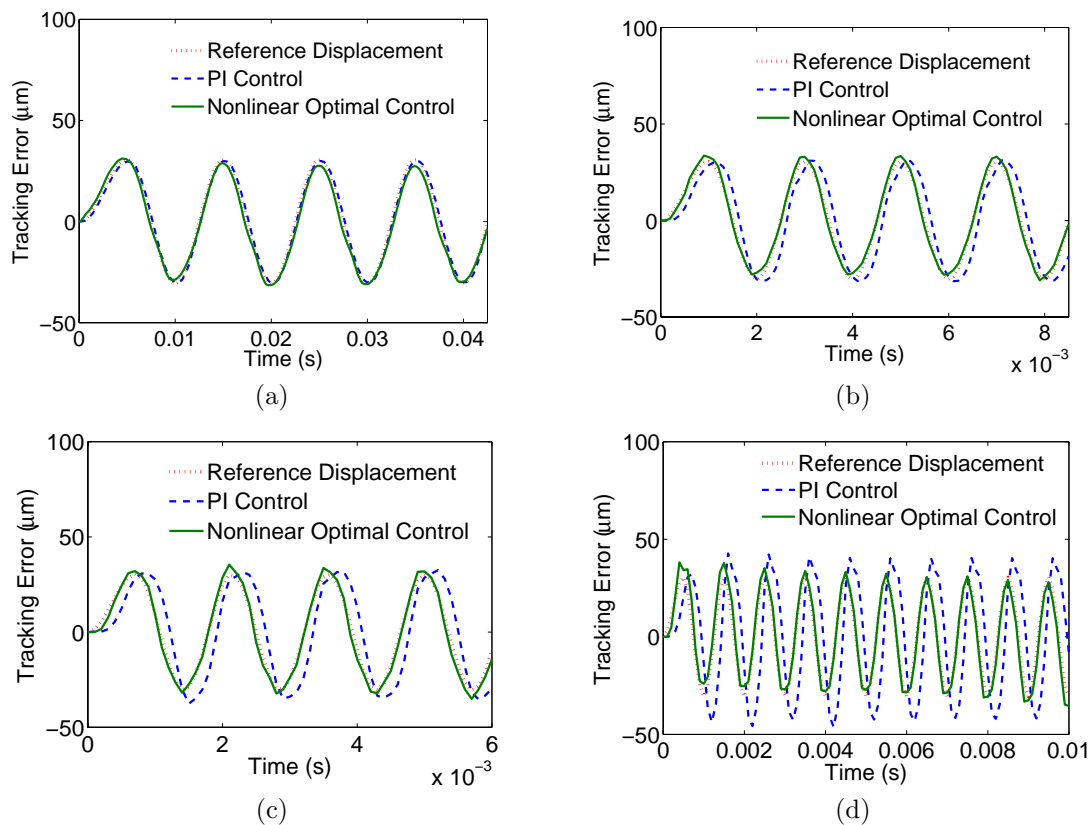 100
50
0
−50
Tracking Error (μm)
Reference Displacement
PI Control
Nonlinear Optimal Control
0 0.01 0.02 0.03 0.04
Time (s)
(a)
100
50
0
−50
Tracking Error (μm)
Reference Displacement
PI Control
Nonlinear Optimal Control
0 2 4 6 8
Time (s)
x 10⁻³
(b)
100
50
0
−50
Tracking Error (μm)
Reference Displacement
PI Control
Nonlinear Optimal Control
0 2 4 6
Time (s)
x 10⁻³
(c)
100
50
0
−50
Tracking Error (μm)
Reference Displacement
PI Control
Nonlinear Optimal Control
0 0.002 0.004 0.006 0.008 0.01
Time (s)
(d)